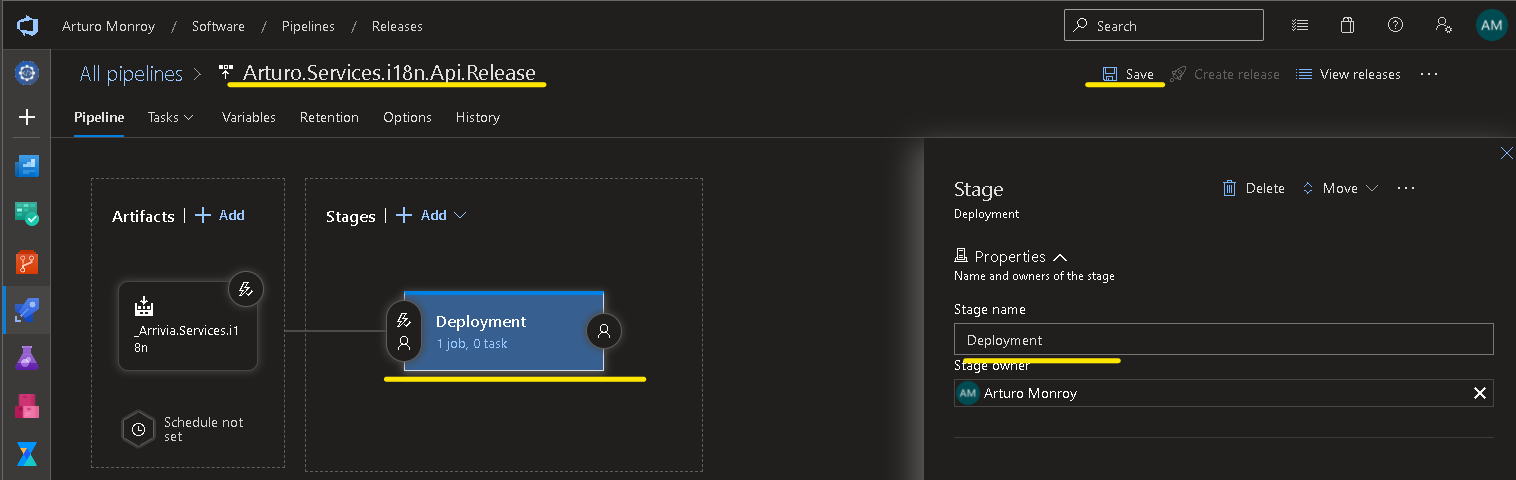 Arturo Monroy / Software / Pipelines / Releases
Search
AM
All pipelines > Arturo.Services.i18n.Api.Release
Save
Create release
View releases
Pipeline Tasks Variables Retention Options History
Artifacts | + Add
Stages | + Add
_Arrivia.Services.i1
8n
Schedule not
set
Deployment
1 job, 0 task
Stage
Deployment
Delete
Move
Properties
Name and owners of the stage
Stage name
Deployment
Stage owner
AM Arturo Monroy